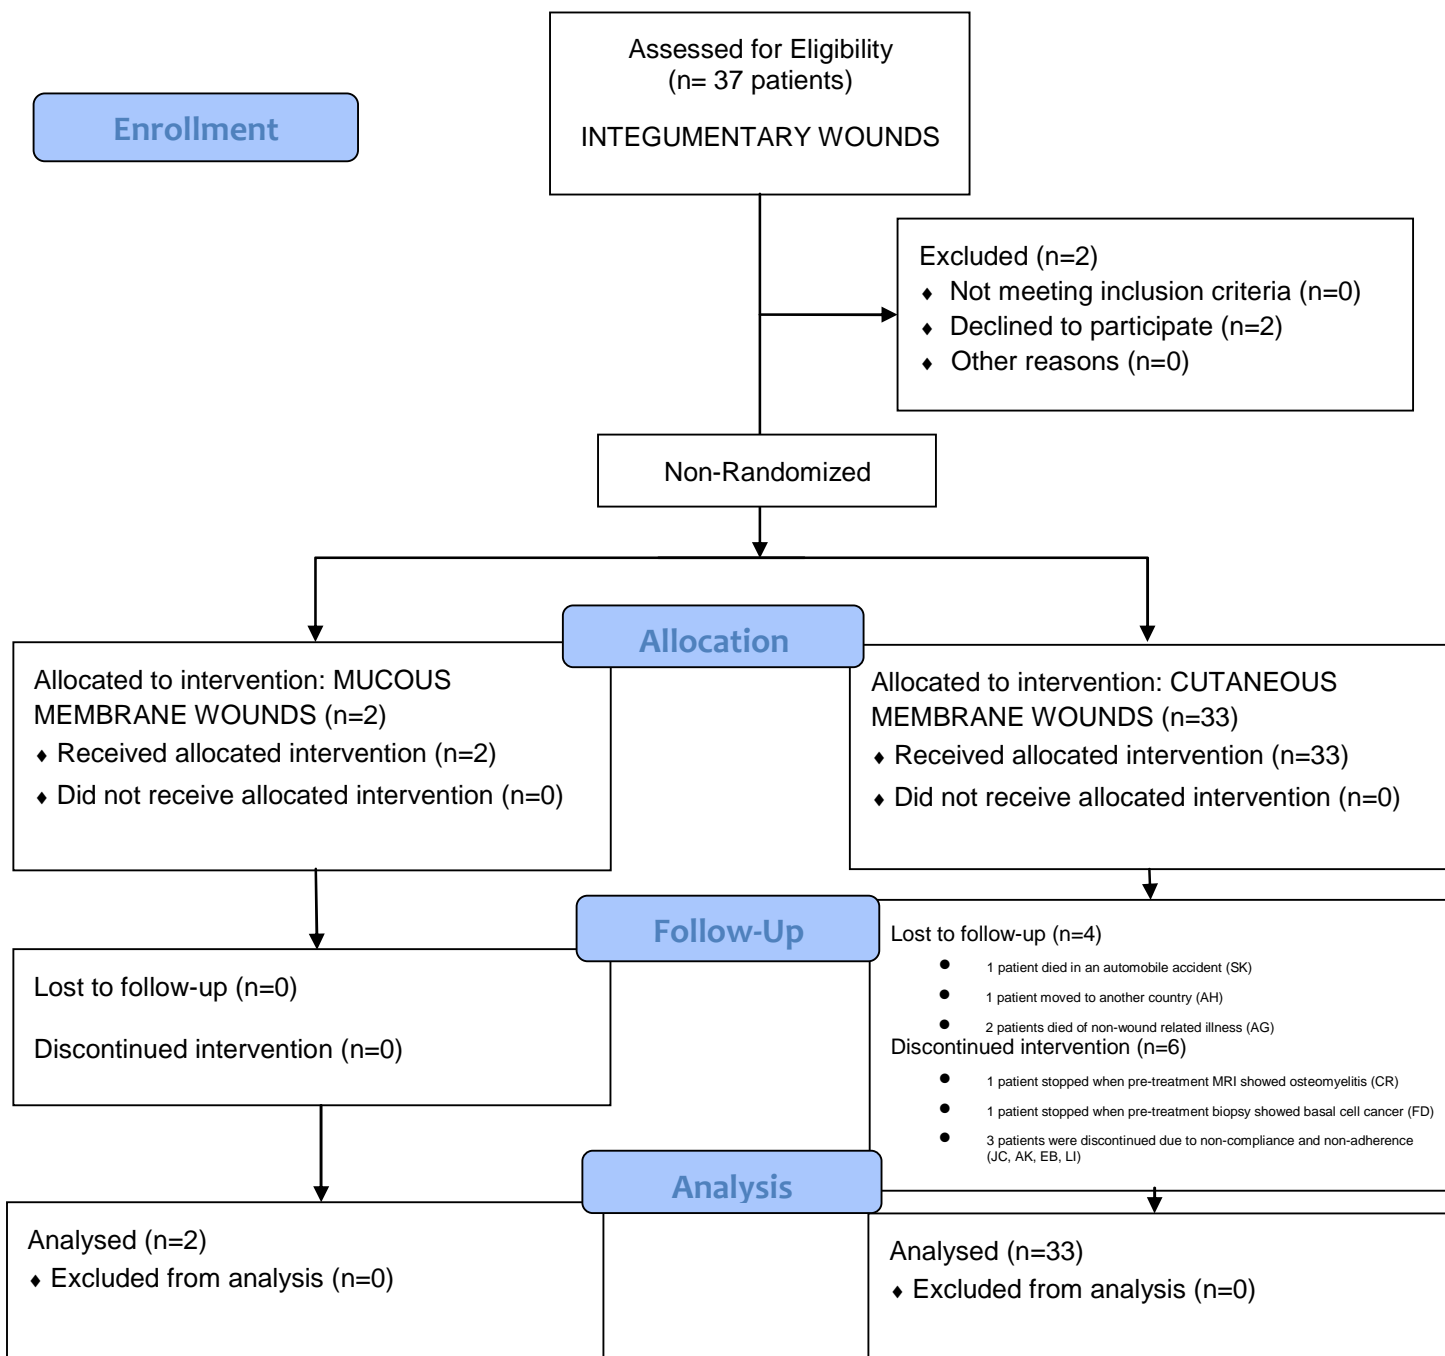 Assessed for Eligibility
(n= 37 patients)
INTEGUMENTARY WOUNDS
Enrollment
Excluded (n=2)
♦ Not meeting inclusion criteria (n=0)
♦ Declined to participate (n=2)
♦ Other reasons (n=0)
Non-Randomized
Allocation
Allocated to intervention: MUCOUS
MEMBRANE WOUNDS (n=2)
♦ Received allocated intervention (n=2)
♦ Did not receive allocated intervention (n=0)
Allocated to intervention: CUTANEOUS
MEMBRANE WOUNDS (n=33)
♦ Received allocated intervention (n=33)
♦ Did not receive allocated intervention (n=0)
Follow-Up
Lost to follow-up (n=0)
Discontinued intervention (n=0)
Lost to follow-up (n=4)
● 1 patient died in an automobile accident (SK)
● 1 patient moved to another country (AH)
● 2 patients died of non-wound related illness (AG)
Discontinued intervention (n=6)
● 1 patient stopped when pre-treatment MRI showed osteomyelitis (CR)
● 1 patient stopped when pre-treatment biopsy showed basal cell cancer (FD)
● 3 patients were discontinued due to non-compliance and non-adherence
(JC, AK, EB, LI)
Analysis
Analysed (n=2)
♦ Excluded from analysis (n=0)
Analysed (n=33)
♦ Excluded from analysis (n=0)